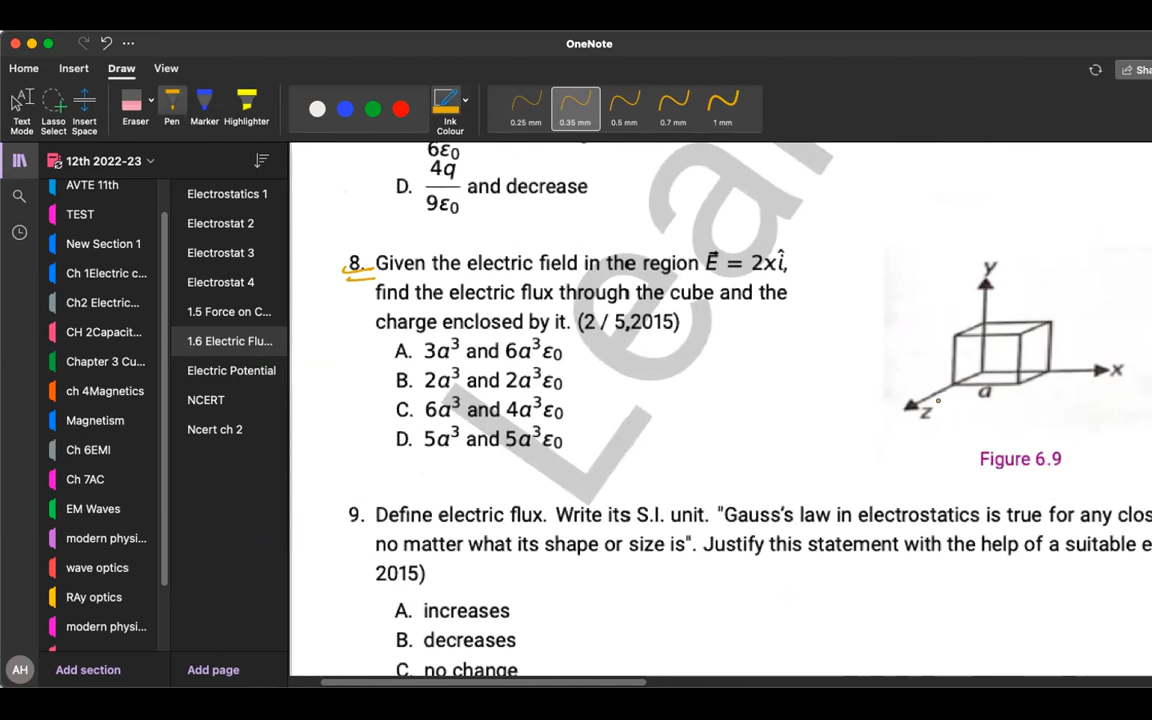 OneNote
Home Insert Draw View
Sha
Text Mode
Lasso Select
Insert Space
Eraser
Pen
Marker
Highlighter
Ink Colour
0.25 mm
0.35 mm
0.5 mm
0.7 mm
1 mm
12th 2022-23
AVTE 11th
TEST
New Section 1
Ch 1Electric c...
Ch2 Electric...
CH 2Capacit...
Chapter 3 Cu...
ch 4Magnetics
Magnetism
Ch 6EMI
Ch 7AC
EM Waves
modern physi...
wave optics
RAy optics
modern physi...
AH
Add section
Electrostatics 1
Electrostat 2
Electrostat 3
Electrostat 4
1.5 Force on C...
1.6 Electric Flu...
Electric Potential
NCERT
Ncert ch 2
Add page
6ε₀
D. 4q/9ε₀ and decrease
8. Given the electric field in the region E⃗ = 2xî,
find the electric flux through the cube and the
charge enclosed by it. (2 / 5,2015)
A. 3a³ and 6a³ε₀
B. 2a³ and 2a³ε₀
C. 6a³ and 4a³ε₀
D. 5a³ and 5a³ε₀
y
x
a
z
Figure 6.9
9. Define electric flux. Write its S.I. unit. "Gauss's law in electrostatics is true for any clos
no matter what its shape or size is". Justify this statement with the help of a suitable e
2015)
A. increases
B. decreases
C. no change
Lea